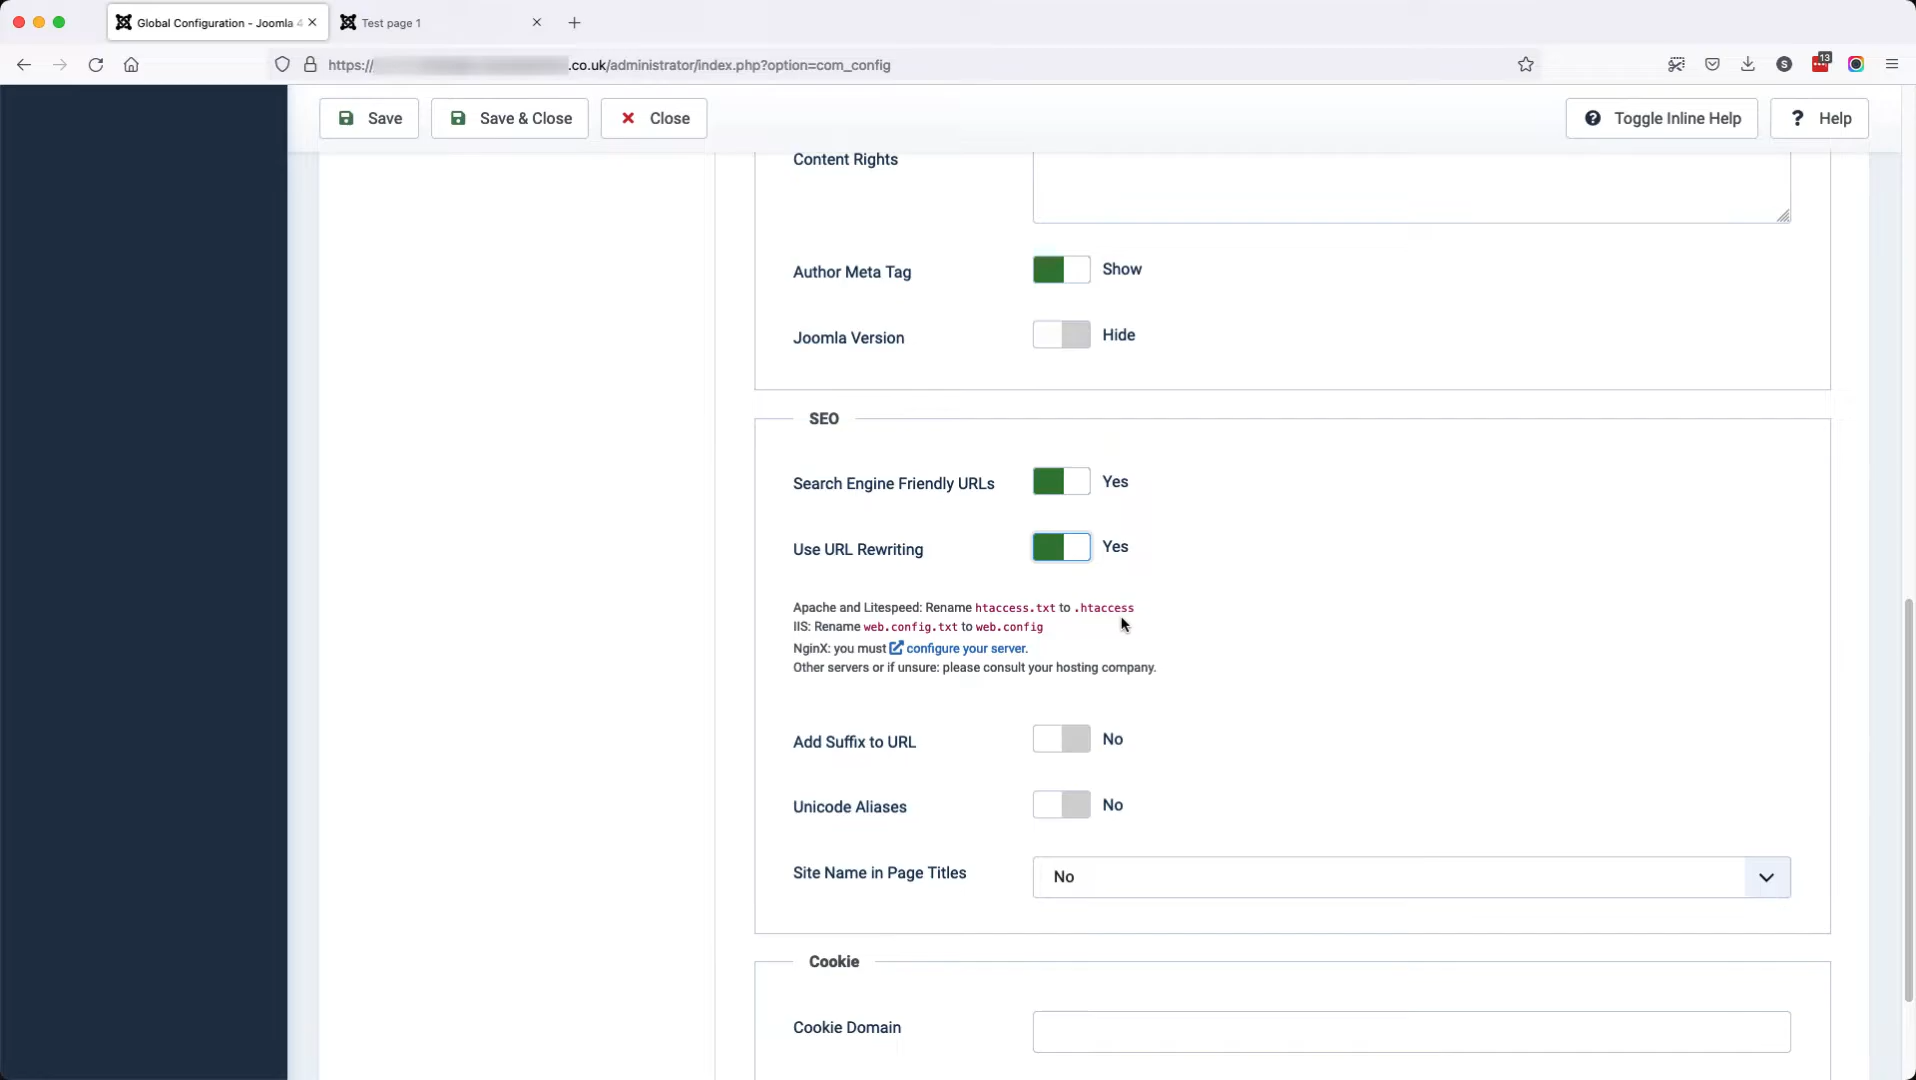 Global Configuration - Joomla 4
Test page 1
https:// .co.uk/administrator/index.php?option=com_config
S
13
Save
Save & Close
Close
Toggle Inline Help
Help
Content Rights
Author Meta Tag
Show
Joomla Version
Hide
SEO
Search Engine Friendly URLs
Yes
Use URL Rewriting
Yes
Apache and Litespeed: Rename htaccess.txt to .htaccess
IIS: Rename web.config.txt to web.config
NginX: you must configure your server.
Other servers or if unsure: please consult your hosting company.
Add Suffix to URL
No
Unicode Aliases
No
Site Name in Page Titles
No
Cookie
Cookie Domain